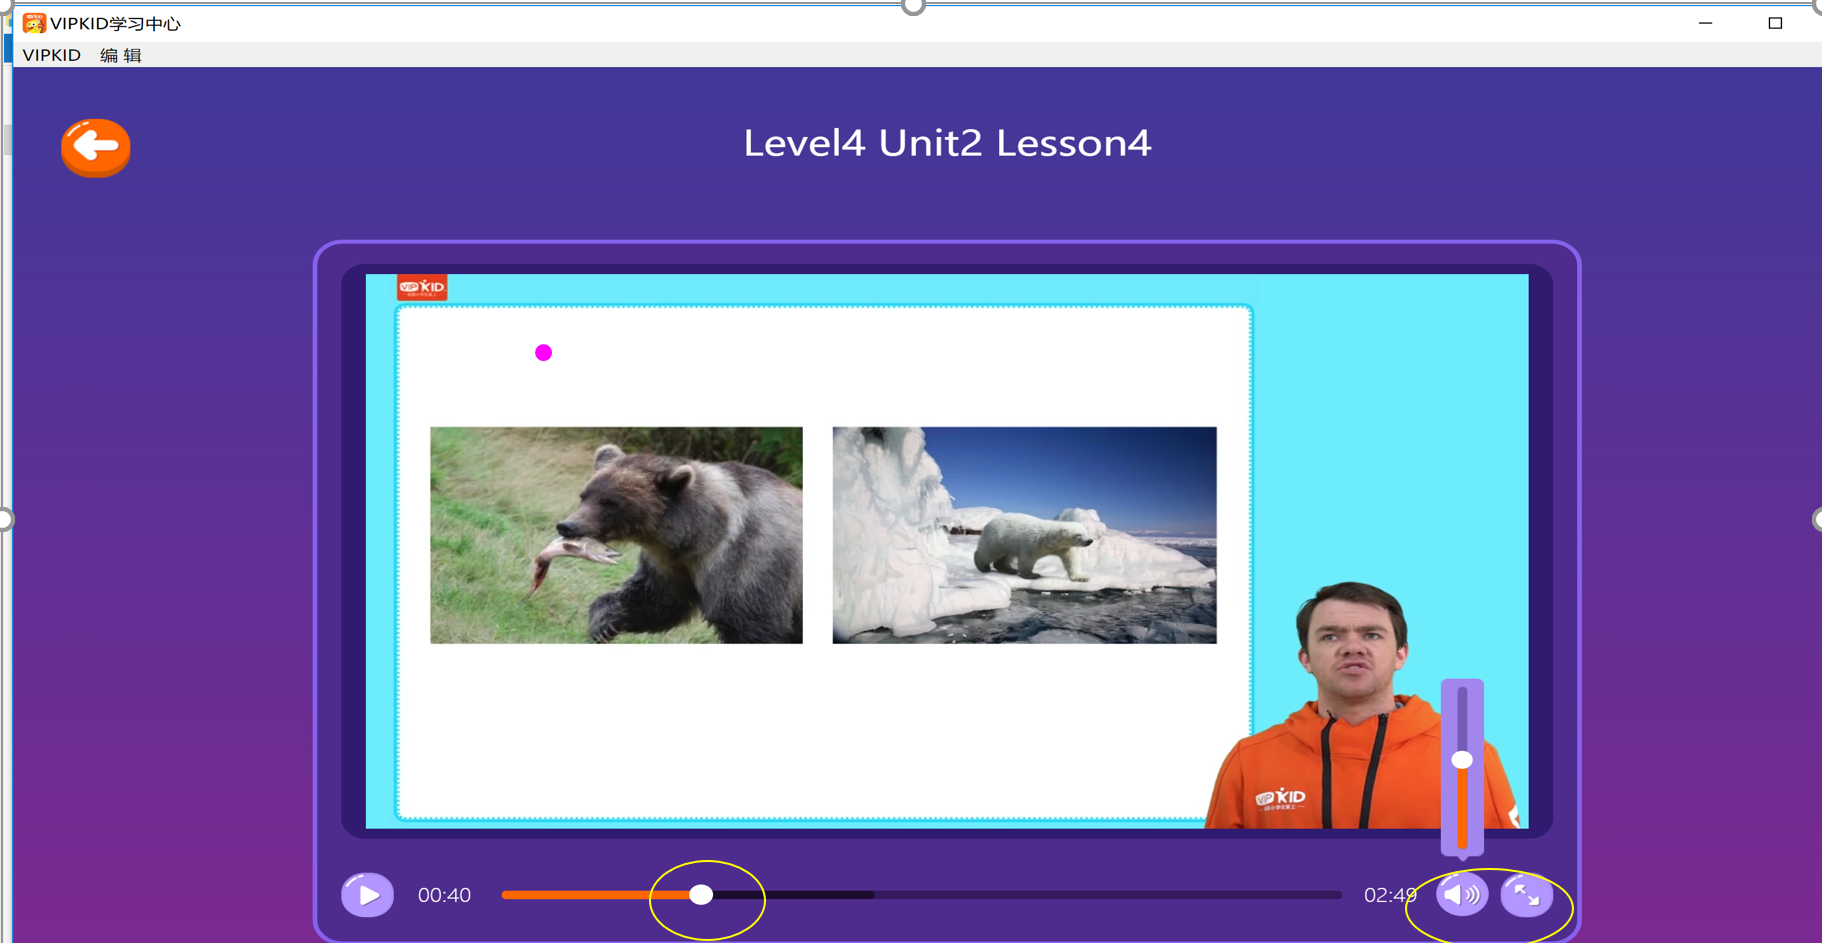 VIPKID学习中心
VIPKID 编 辑
Level4 Unit2 Lesson4
VIPKID
VIPKID
00:40
02:49